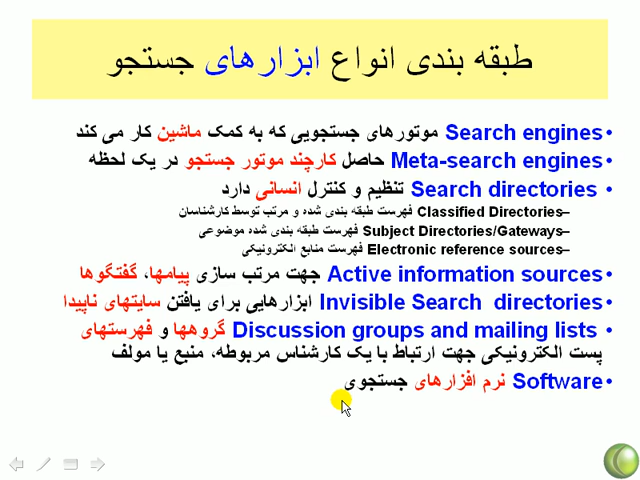 طبقه بندی انواع ابزارهای جستجو
•Search engines موتورهای جستجویی که به کمک ماشین کار می کند
•Meta-search engines حاصل کارچند موتور جستجو در یک لحظه
•Search directories تنظیم و کنترل انسانی دارد
–Classified Directories فهرست طبقه بندی شده و مرتب توسط کارشناسان
–Subject Directories/Gateways فهرست طبقه بندی شده موضوعی
–Electronic reference sources فهرست منابع الکترونیکی
•Active information sources جهت مرتب سازی پیامها، گفتگوها
•Invisible Search directories ابزارهایی برای یافتن سایتهای ناپیدا
•Discussion groups and mailing lists گروهها و فهرستهای
پست الکترونیکی جهت ارتباط با یک کارشناس مربوطه، منبع یا مولف
•Software نرم افزارهای جستجوی